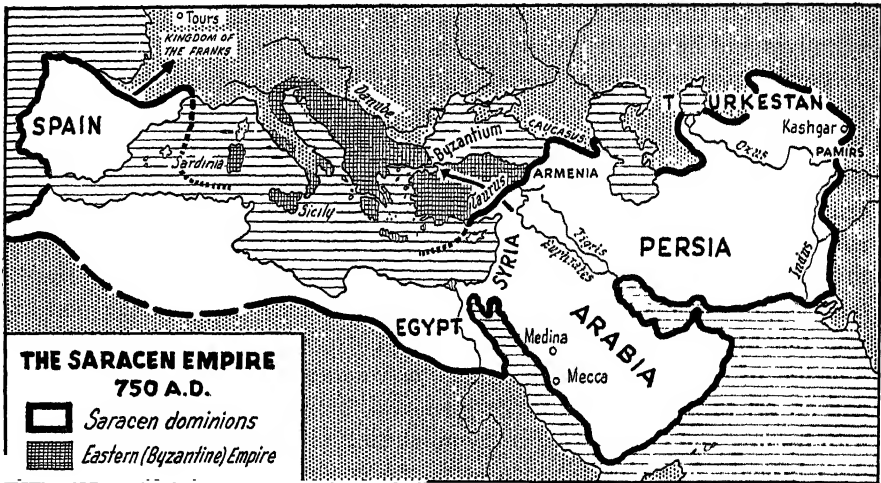 Tours
KINGDOM OF
THE FRANKS
SPAIN
Sardinia
Sicily
Danube
Byzantium
Taurus
CAUCASUS
ARMENIA
TURKESTAN
Kashgar
PAMIRS
Oxus
SYRIA
Tigris
Euphrates
PERSIA
Indus
EGYPT
ARABIA
Medina
Mecca
THE SARACEN EMPIRE
750 A.D.
Saracen dominions
Eastern (Byzantine) Empire